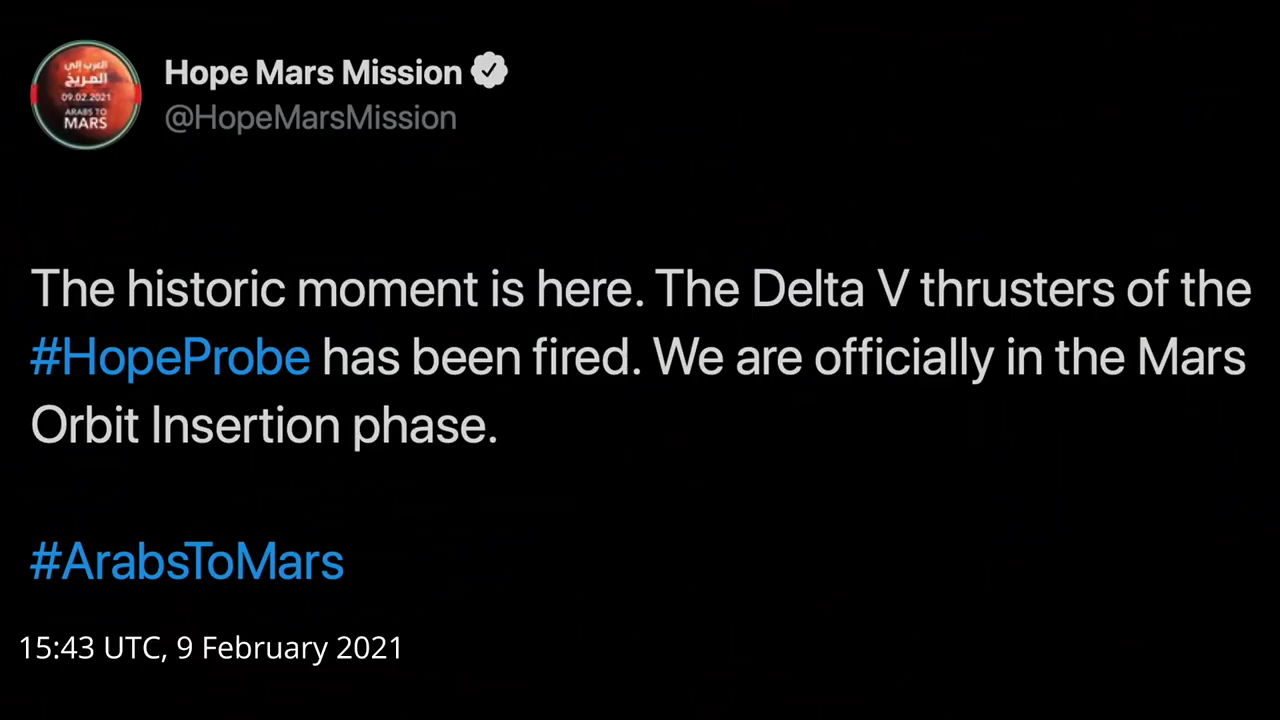 العرب إلى
المريخ
09.02.2021
ARABS TO
MARS
Hope Mars Mission
@HopeMarsMission
The historic moment is here. The Delta V thrusters of the
#HopeProbe has been fired. We are officially in the Mars
Orbit Insertion phase.
#ArabsToMars
15:43 UTC, 9 February 2021